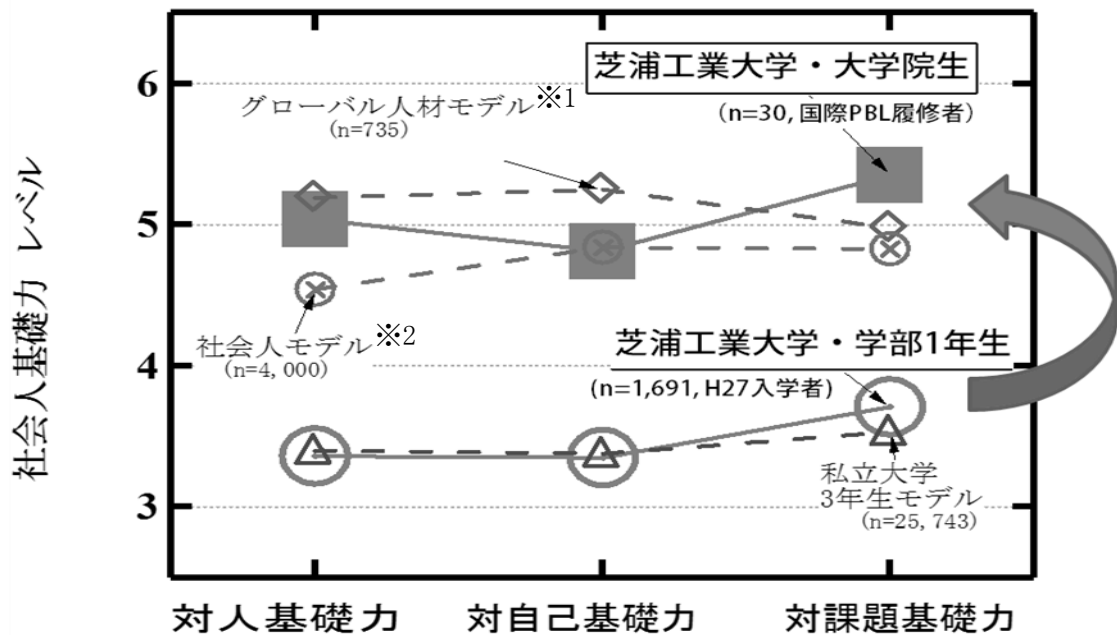 社会人基礎力 レベル
6
5
4
3
芝浦工業大学・大学院生
(n=30, 国際PBL履修者)
グローバル人材モデル※1
(n=735)
社会人モデル※2
(n=4, 000)
芝浦工業大学・学部1年生
(n=1,691, H27入学者)
私立大学
3年生モデル
(n=25, 743)
対人基礎力
対自己基礎力
対課題基礎力